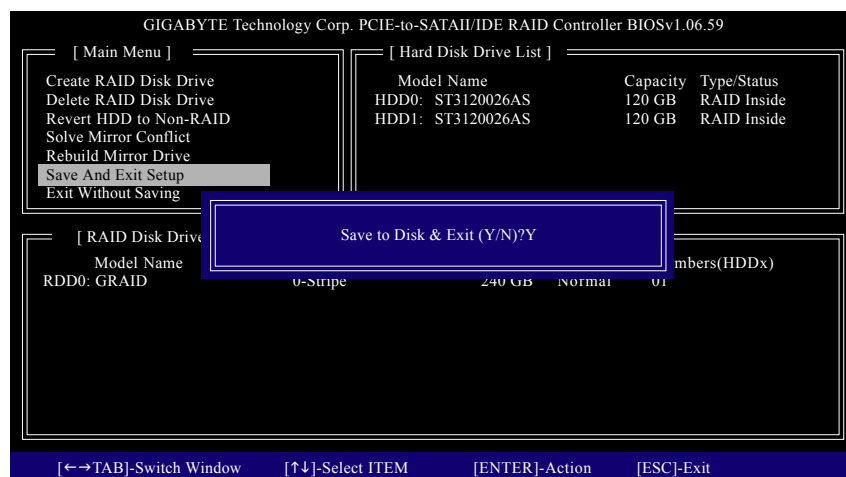 GIGABYTE Technology Corp. PCIE-to-SATAII/IDE RAID Controller BIOSv1.06.59
[ Main Menu ]
Create RAID Disk Drive
Delete RAID Disk Drive
Revert HDD to Non-RAID
Solve Mirror Conflict
Rebuild Mirror Drive
Save And Exit Setup
Exit Without Saving
[ Hard Disk Drive List ]
Model Name Capacity Type/Status
HDD0: ST3120026AS 120 GB RAID Inside
HDD1: ST3120026AS 120 GB RAID Inside
Save to Disk & Exit (Y/N)?Y
[ RAID Disk Drive
Model Name mbers(HDDx)
RDD0: GRAID 0-Stripe 240 GB Normal 01
[←→TAB]-Switch Window [↑↓]-Select ITEM [ENTER]-Action [ESC]-Exit